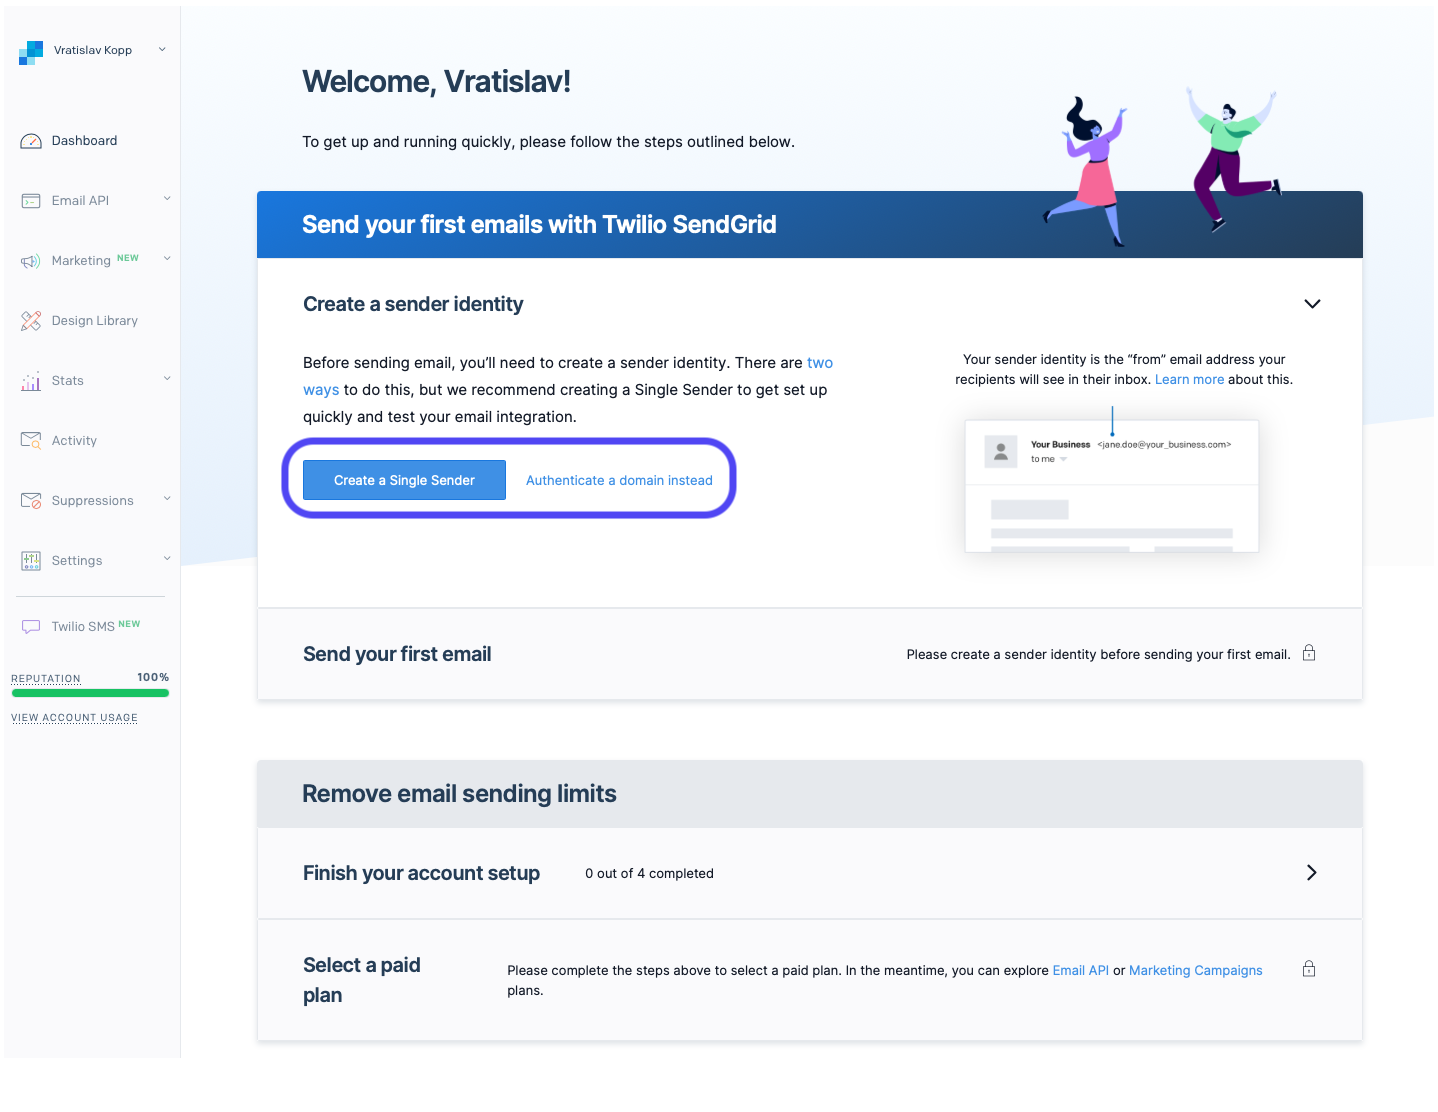 Vratislav Kopp
Dashboard
Email API
Marketing NEW
Design Library
Stats
Activity
Suppressions
Settings
Twilio SMS NEW
REPUTATION 100%
VIEW ACCOUNT USAGE
Welcome, Vratislav!
To get up and running quickly, please follow the steps outlined below.
Send your first emails with Twilio SendGrid
Create a sender identity
Before sending email, you’ll need to create a sender identity. There are two
ways to do this, but we recommend creating a Single Sender to get set up
quickly and test your email integration.
Create a Single Sender
Authenticate a domain instead
Your sender identity is the “from” email address your
recipients will see in their inbox. Learn more about this.
Your Business <jane.doe@your_business.com>
to me
Send your first email
Please create a sender identity before sending your first email.
Remove email sending limits
Finish your account setup
0 out of 4 completed
Select a paid
plan
Please complete the steps above to select a paid plan. In the meantime, you can explore Email API or Marketing Campaigns
plans.